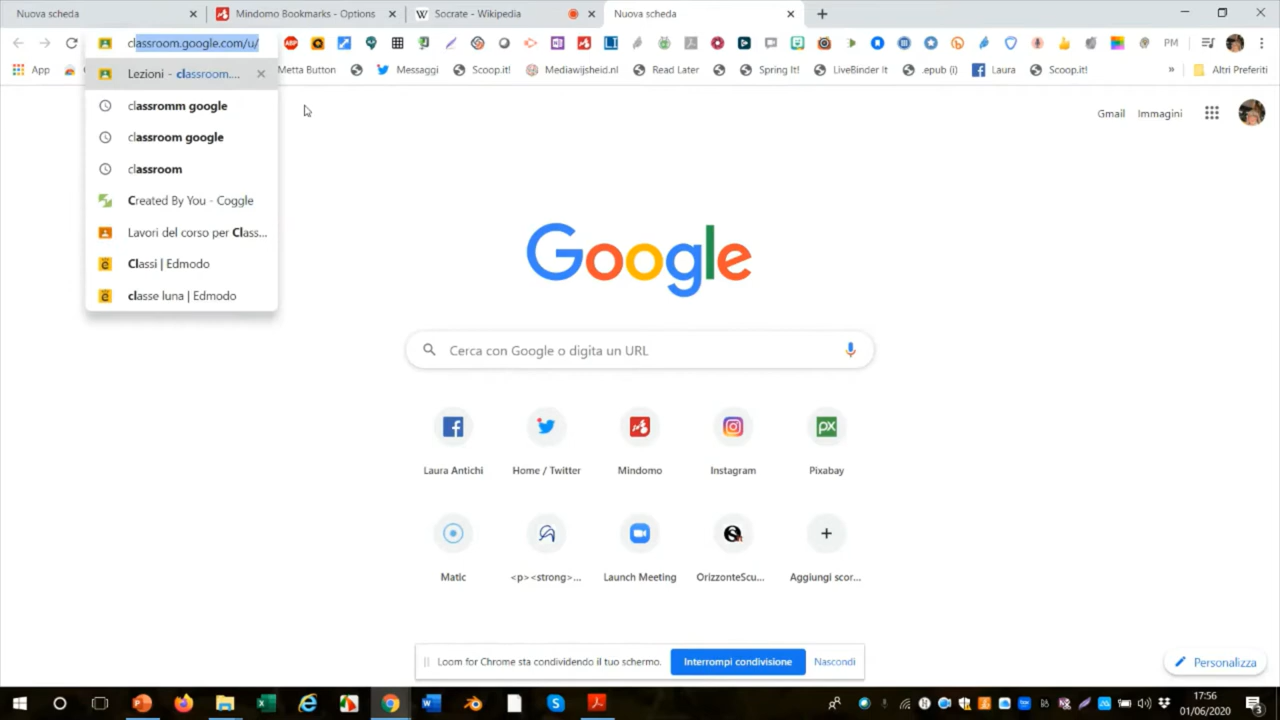 Nuova scheda
Mindomo Bookmarks - Options
Socrate - Wikipedia
Nuova scheda
classroom.google.com/u/
ABP
PM
App
Metta Button
Messaggi
Scoop.it!
Mediawijsheid.nl
Read Later
Spring It!
LiveBinder It
.epub (i)
Laura
Scoop.it!
»
Altri Preferiti
Lezioni - classroom....
classromm google
classroom google
classroom
Created By You - Coggle
Lavori del corso per Class...
Classi | Edmodo
classe luna | Edmodo
Gmail
Immagini
Google
Cerca con Google o digita un URL
Laura Antichi
Home / Twitter
Mindomo
Instagram
Pixabay
Matic
<p><strong>...
Launch Meeting
OrizzonteScu...
Aggiungi scor...
Loom for Chrome sta condividendo il tuo schermo.
Interrompi condivisione
Nascondi
Personalizza
17:56
01/06/2020